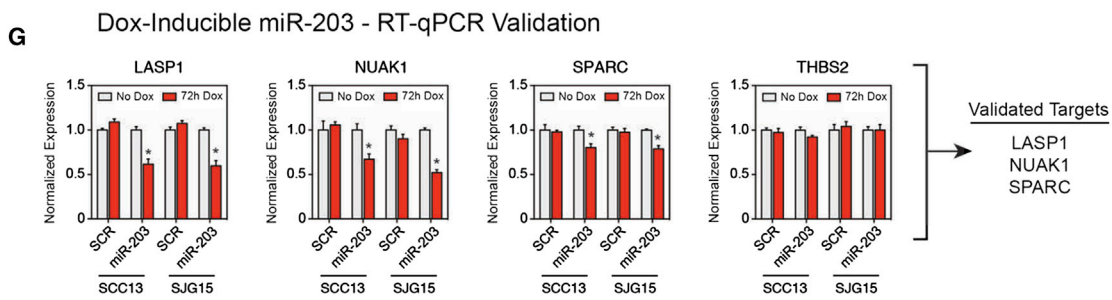 G
Dox-Inducible miR-203 - RT-qPCR Validation
LASP1
Normalized Expression
1.5
1.0
0.5
0
No Dox
72h Dox
*
*
SCR
miR-203
SCR
miR-203
SCC13
SJG15
NUAK1
Normalized Expression
1.5
1.0
0.5
0
No Dox
72h Dox
*
*
SCR
miR-203
SCR
miR-203
SCC13
SJG15
SPARC
Normalized Expression
1.5
1.0
0.5
0
No Dox
72h Dox
*
*
SCR
miR-203
SCR
miR-203
SCC13
SJG15
THBS2
Normalized Expression
1.5
1.0
0.5
0
No Dox
72h Dox
SCR
miR-203
SCR
miR-203
SCC13
SJG15
Validated Targets
LASP1
NUAK1
SPARC